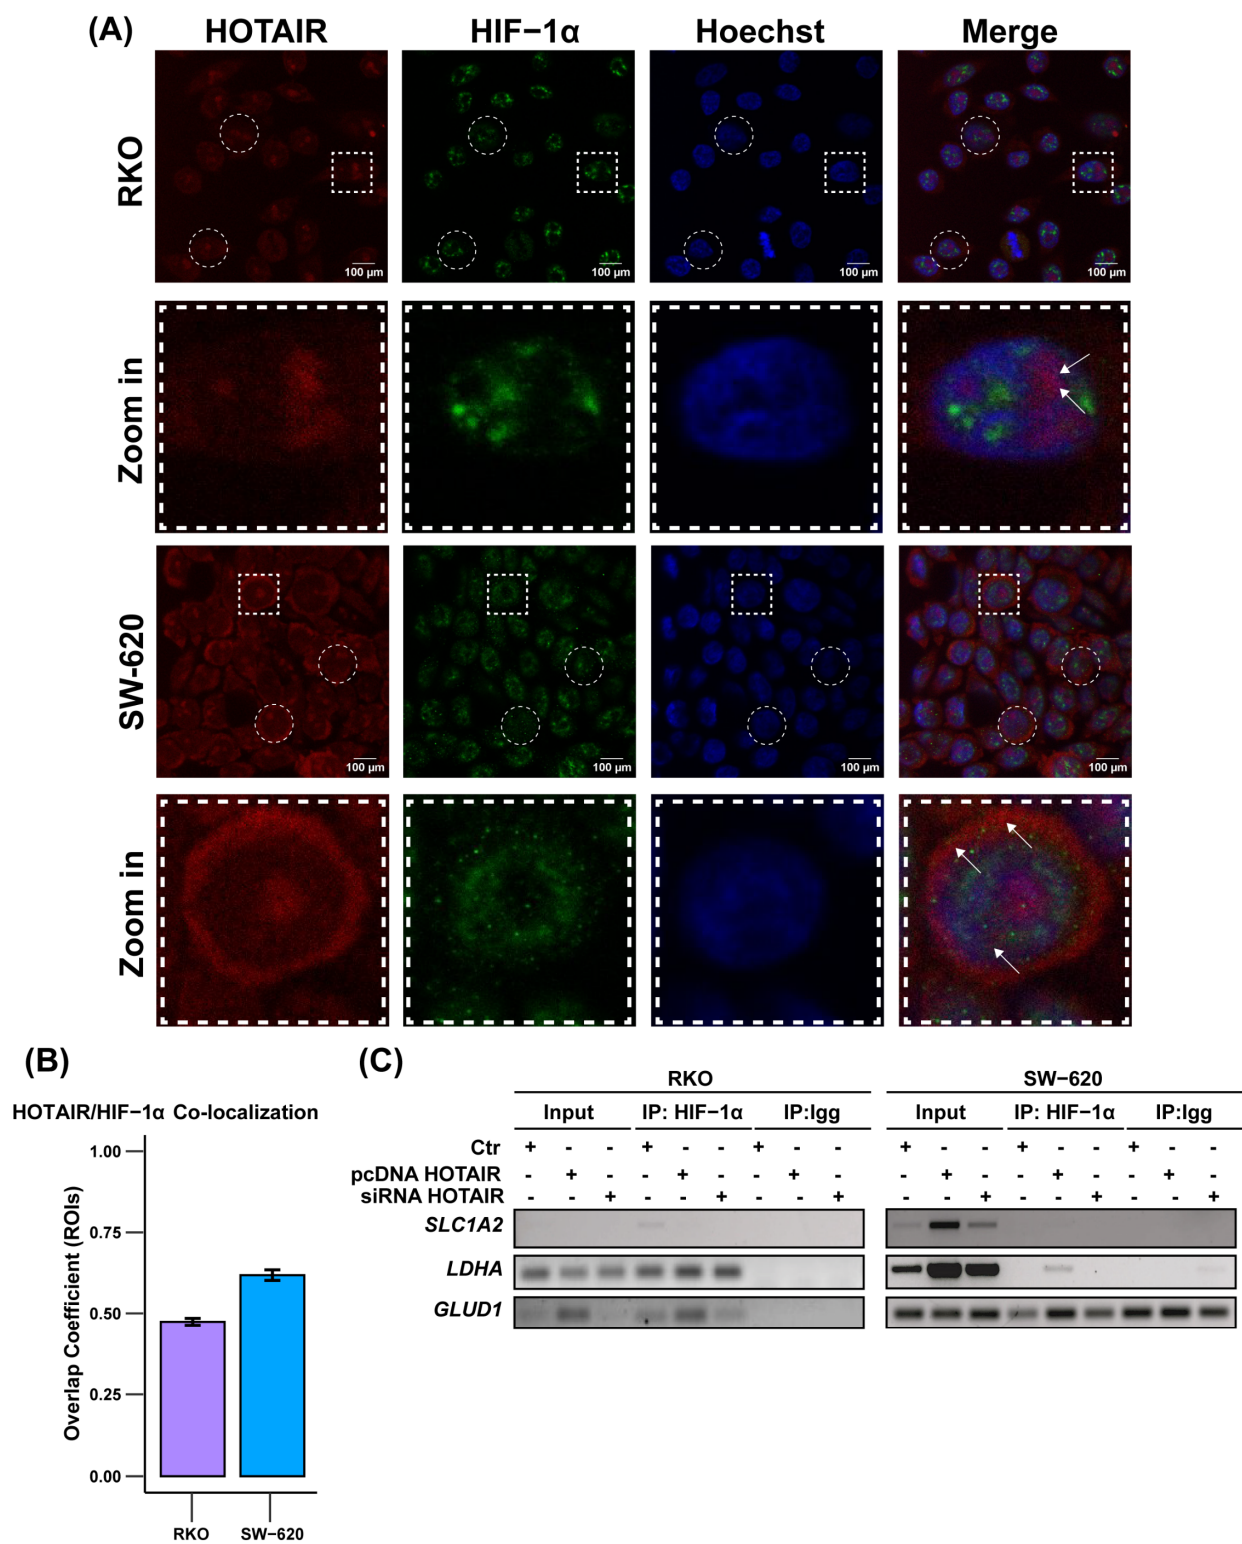 (A)
HOTAIR HIF−1α Hoechst Merge
RKO
100 µm 100 µm 100 µm 100 µm
Zoom in
SW-620
100 µm 100 µm 100 µm 100 µm
Zoom in
(B)
HOTAIR/HIF−1α Co-localization
Overlap Coefficient (ROIs)
1.00
0.75
0.50
0.25
0.00
RKO SW−620
(C)
RKO SW−620
Input IP: HIF−1α IP:Igg Input IP: HIF−1α IP:Igg
Ctr + - - + - - + - - + - - + - - + - -
pcDNA HOTAIR - + - - + - - + - - + - - + - - + -
siRNA HOTAIR - - + - - + - - + - - + - - + - - +
SLC1A2
LDHA
GLUD1